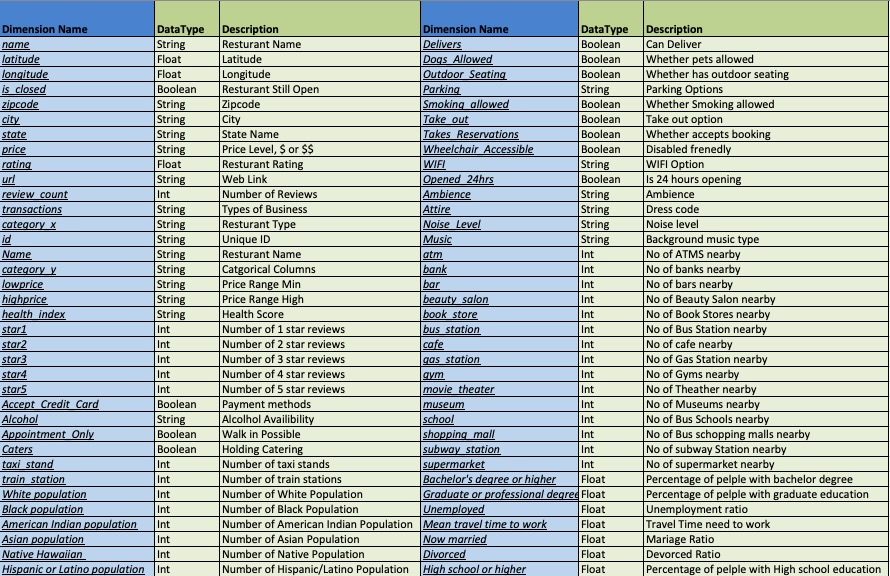 Dimension Name DataType Description Dimension Name DataType Description
name String Resturant Name Delivers Boolean Can Deliver
latitude Float Latitude Dogs_Allowed Boolean Whether pets allowed
longitude Float Longitude Outdoor_Seating Boolean Whether has outdoor seating
is_closed Boolean Resturant Still Open Parking String Parking Options
zipcode String Zipcode Smoking_allowed Boolean Whether Smoking allowed
city String City Take_out Boolean Take out option
state String State Name Takes_Reservations Boolean Whether accepts booking
price String Price Level, $ or $$ Wheelchair_Accessible Boolean Disabled frenedly
rating Float Resturant Rating WIFI String WIFI Option
url String Web Link Opened_24hrs Boolean Is 24 hours opening
review_count Int Number of Reviews Ambience String Ambience
transactions String Types of Business Attire String Dress code
category_x String Resturant Type Noise_Level String Noise level
id String Unique ID Music String Background music type
Name String Resturant Name atm Int No of ATMS nearby
category_y String Catgorical Columns bank Int No of banks nearby
lowprice String Price Range Min bar Int No of bars nearby
highprice String Price Range High beauty_salon Int No of Beauty Salon nearby
health_index String Health Score book_store Int No of Book Stores nearby
star1 Int Number of 1 star reviews bus_station Int No of Bus Station nearby
star2 Int Number of 2 star reviews cafe Int No of cafe nearby
star3 Int Number of 3 star reviews gas_station Int No of Gas Station nearby
star4 Int Number of 4 star reviews gym Int No of Gyms nearby
star5 Int Number of 5 star reviews movie_theater Int No of Theather nearby
Accept_Credit_Card Boolean Payment methods museum Int No of Museums nearby
Alcohol String Alcolhol Availibility school Int No of Bus Schools nearby
Appointment_Only Boolean Walk in Possible shopping_mall Int No of Bus schopping malls nearby
Caters Boolean Holding Catering subway_station Int No of subway Station nearby
taxi_stand Int Number of taxi stands supermarket Int No of supermarket nearby
train_station Int Number of train stations Bachelor's degree or higher Float Percentage of pelple with bachelor degree
White population Int Number of White Population Graduate or professional degree Float Percentage of pelple with graduate education
Black population Int Number of Black Population Unemployed Float Unemployment ratio
American Indian population Int Number of American Indian Population Mean travel time to work Float Travel Time need to work
Asian population Int Number of Asian Population Now married Float Mariage Ratio
Native Hawaiian Int Number of Native Population Divorced Float Devorced Ratio
Hispanic or Latino population Int Number of Hispanic/Latino Population High school or higher Float Percentage of pelple with High school education